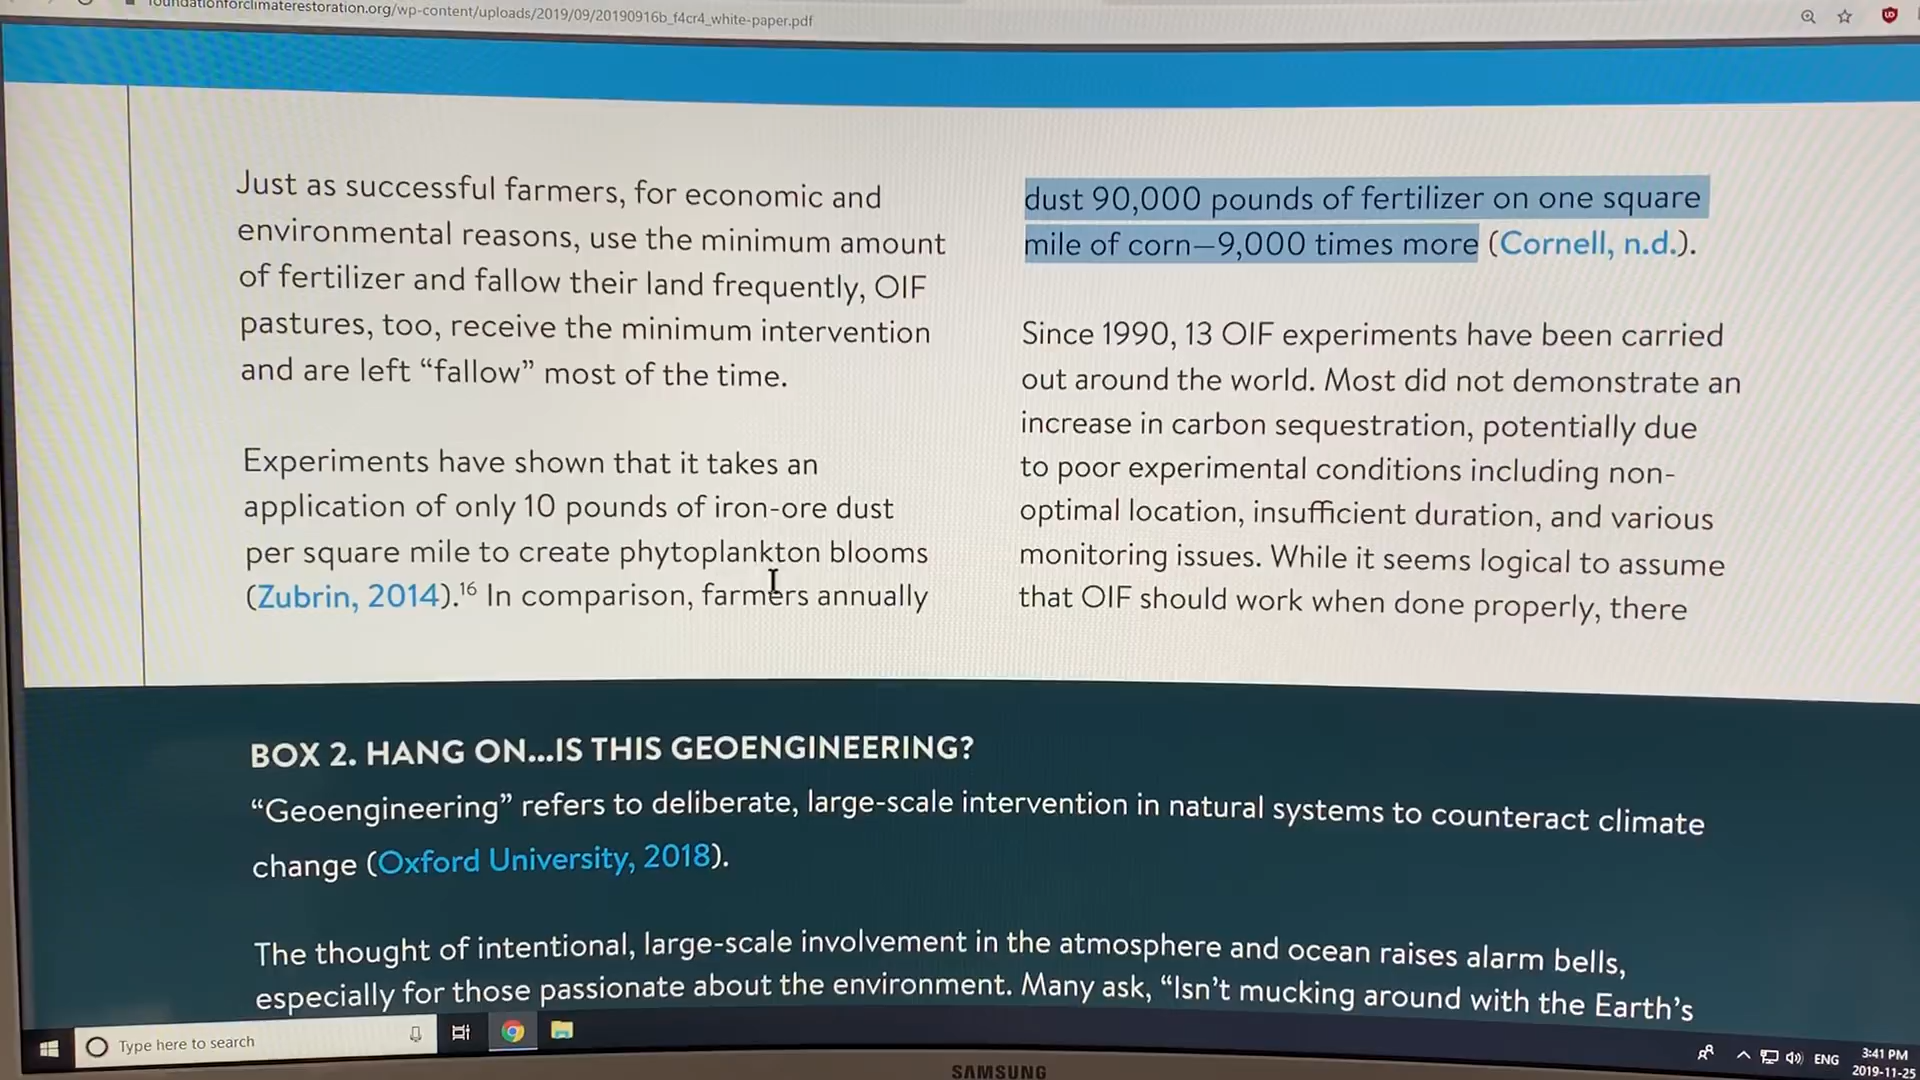 foundationforclimaterestoration.org/wp-content/uploads/2019/09/20190916b_f4cr4_white-paper.pdf
Just as successful farmers, for economic and
environmental reasons, use the minimum amount
of fertilizer and fallow their land frequently, OIF
pastures, too, receive the minimum intervention
and are left “fallow” most of the time.
Experiments have shown that it takes an
application of only 10 pounds of iron-ore dust
per square mile to create phytoplankton blooms
(Zubrin, 2014).16 In comparison, farmers annually
dust 90,000 pounds of fertilizer on one square
mile of corn—9,000 times more (Cornell, n.d.).
Since 1990, 13 OIF experiments have been carried
out around the world. Most did not demonstrate an
increase in carbon sequestration, potentially due
to poor experimental conditions including non-
optimal location, insufficient duration, and various
monitoring issues. While it seems logical to assume
that OIF should work when done properly, there
BOX 2. HANG ON...IS THIS GEOENGINEERING?
“Geoengineering” refers to deliberate, large-scale intervention in natural systems to counteract climate
change (Oxford University, 2018).
The thought of intentional, large-scale involvement in the atmosphere and ocean raises alarm bells,
especially for those passionate about the environment. Many ask, “Isn’t mucking around with the Earth’s
Type here to search
ENG
3:41 PM
2019-11-25
SAMSUNG